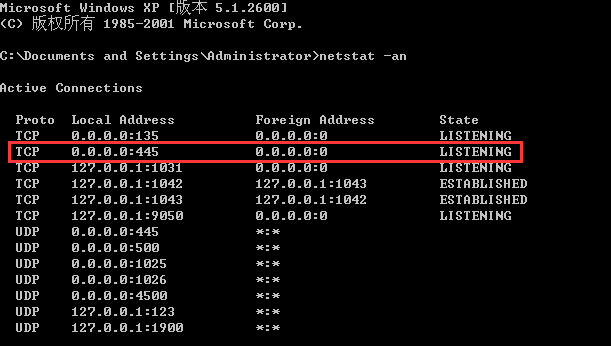 Microsoft Windows XP [版本 5.1.2600]
(C) 版权所有 1985-2001 Microsoft Corp.
C:\Documents and Settings\Administrator>netstat -an
Active Connections
Proto Local Address Foreign Address State
TCP 0.0.0.0:135 0.0.0.0:0 LISTENING
TCP 0.0.0.0:445 0.0.0.0:0 LISTENING
TCP 127.0.0.1:1031 0.0.0.0:0 LISTENING
TCP 127.0.0.1:1042 127.0.0.1:1043 ESTABLISHED
TCP 127.0.0.1:1043 127.0.0.1:1042 ESTABLISHED
TCP 127.0.0.1:9050 0.0.0.0:0 LISTENING
UDP 0.0.0.0:445 *:*
UDP 0.0.0.0:500 *:*
UDP 0.0.0.0:1025 *:*
UDP 0.0.0.0:1026 *:*
UDP 0.0.0.0:4500 *:*
UDP 127.0.0.1:123 *:*
UDP 127.0.0.1:1900 *:*